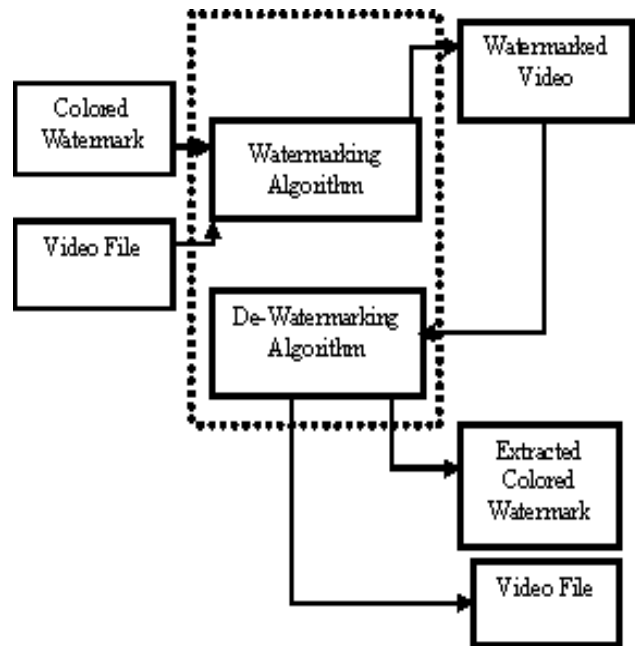 Colored
Watermark
Video File
Watermarking
Algorithm
Watermarked
Video
De-Watermarking
Algorithm
Extracted
Colored
Watermark
Video File